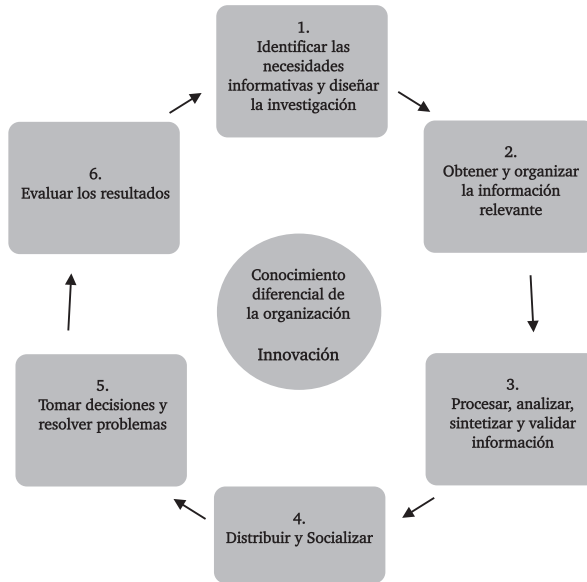 1.
Identificar las
necesidades
informativas y diseñar
la investigación
2.
Obtener y organizar
la información
relevante
3.
Procesar, analizar,
sintetizar y validar
información
4.
Distribuir y Socializar
5.
Tomar decisiones y
resolver problemas
6.
Evaluar los resultados
Conocimiento
diferencial de
la organización
Innovación